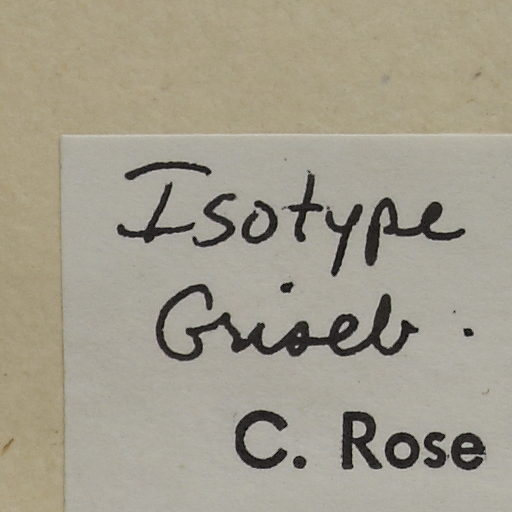 Isotype
Griseb.
C. Rose